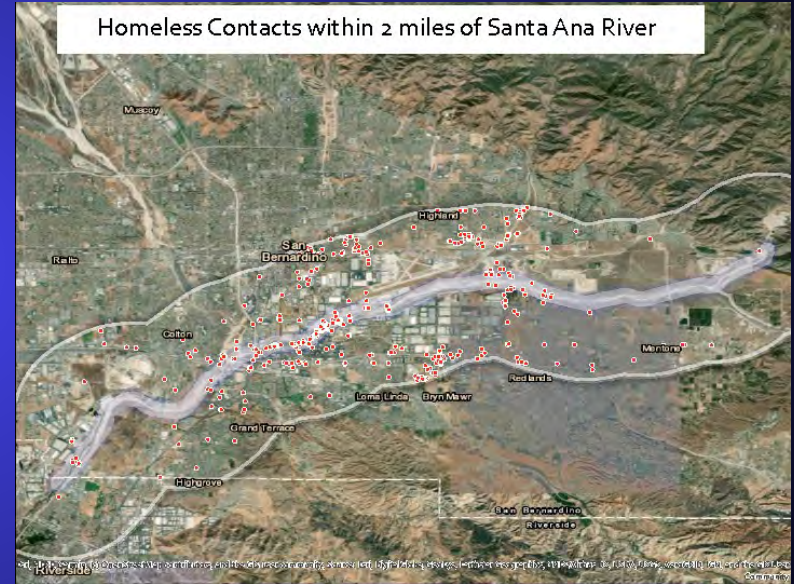 Homeless Contacts within 2 miles of Santa Ana River
Muscoy
Highland
San
Bernardino
Rialto
Colton
Mentone
Redlands
Loma Linda
Bryn Mawr
Grand Terrace
Highgrove
San Bernardino
Riverside
Riverside
Community